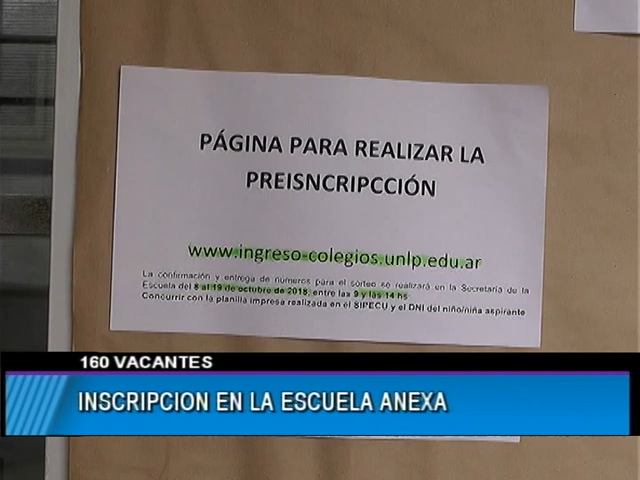 PÁGINA PARA REALIZAR LA
PREISNCRIPCCIÓN
www.ingreso-colegios.unlp.edu.ar
La confirmación y entrega de números para el sorteo se realizará en la Secretaría de la
Escuela del 8 al 19 de octubre de 2018, entre las 9 y las 14 hs
Concurrir con la planilla impresa realizada en el SIPECU y el DNI del niño/niña aspirante
160 VACANTES
INSCRIPCION EN LA ESCUELA ANEXA